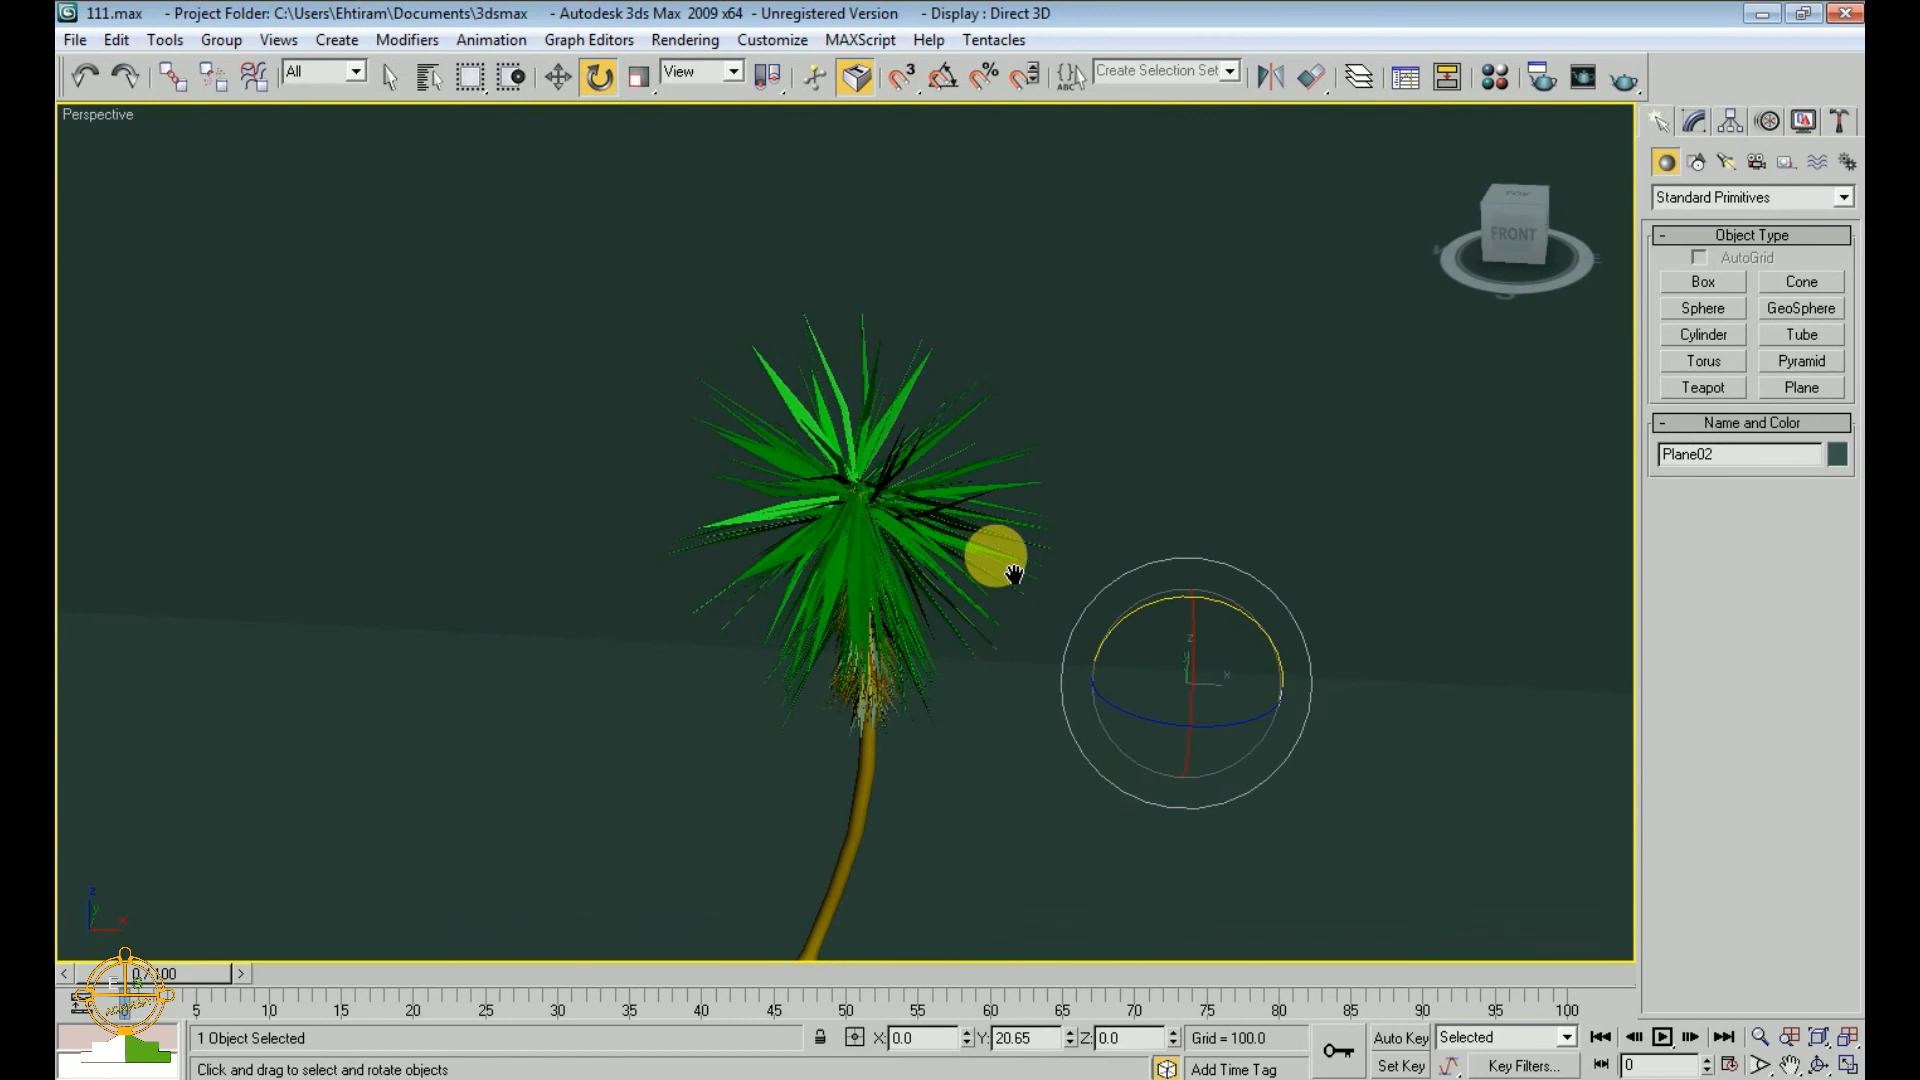 111.max - Project Folder: C:\Users\Ehtiram\Documents\3dsmax - Autodesk 3ds Max 2009 x64 - Unregistered Version - Display : Direct 3D
File Edit Tools Group Views Create Modifiers Animation Graph Editors Rendering Customize MAXScript Help Tentacles
All View Create Selection Set
ABC
3 %
Perspective
TOP
FRONT
S
Standard Primitives
- Object Type
AutoGrid
Box Cone
Sphere GeoSphere
Cylinder Tube
Torus Pyramid
Teapot Plane
- Name and Color
Plane02
z
x
z
y
x
< 0 / 100 >
5 10 15 20 25 30 35 40 45 50 55 60 65 70 75 80 85 90 95 100
1 Object Selected X: 0.0 Y: 20.65 Z: 0.0 Grid = 100.0 Auto Key Selected
Click and drag to select and rotate objects Add Time Tag Set Key Key Filters... 0